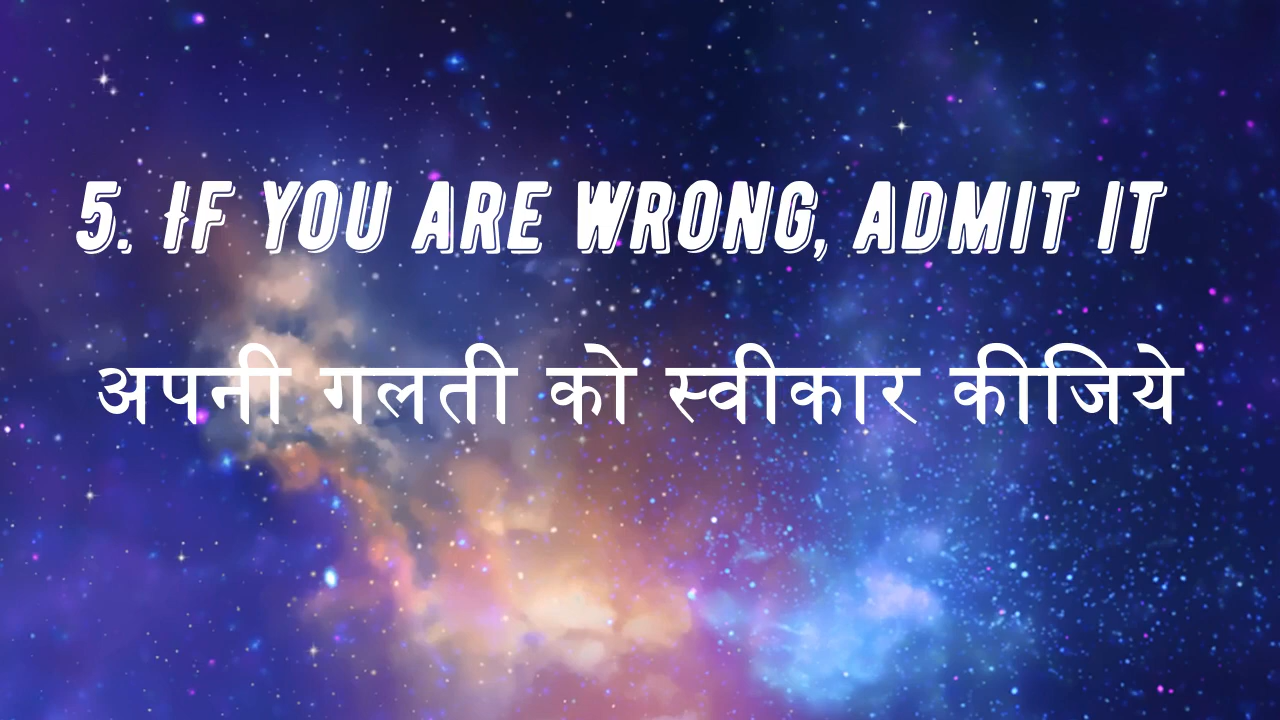 5. IF YOU ARE WRONG, ADMIT IT
अपनी गलती को स्वीकार कीजिये